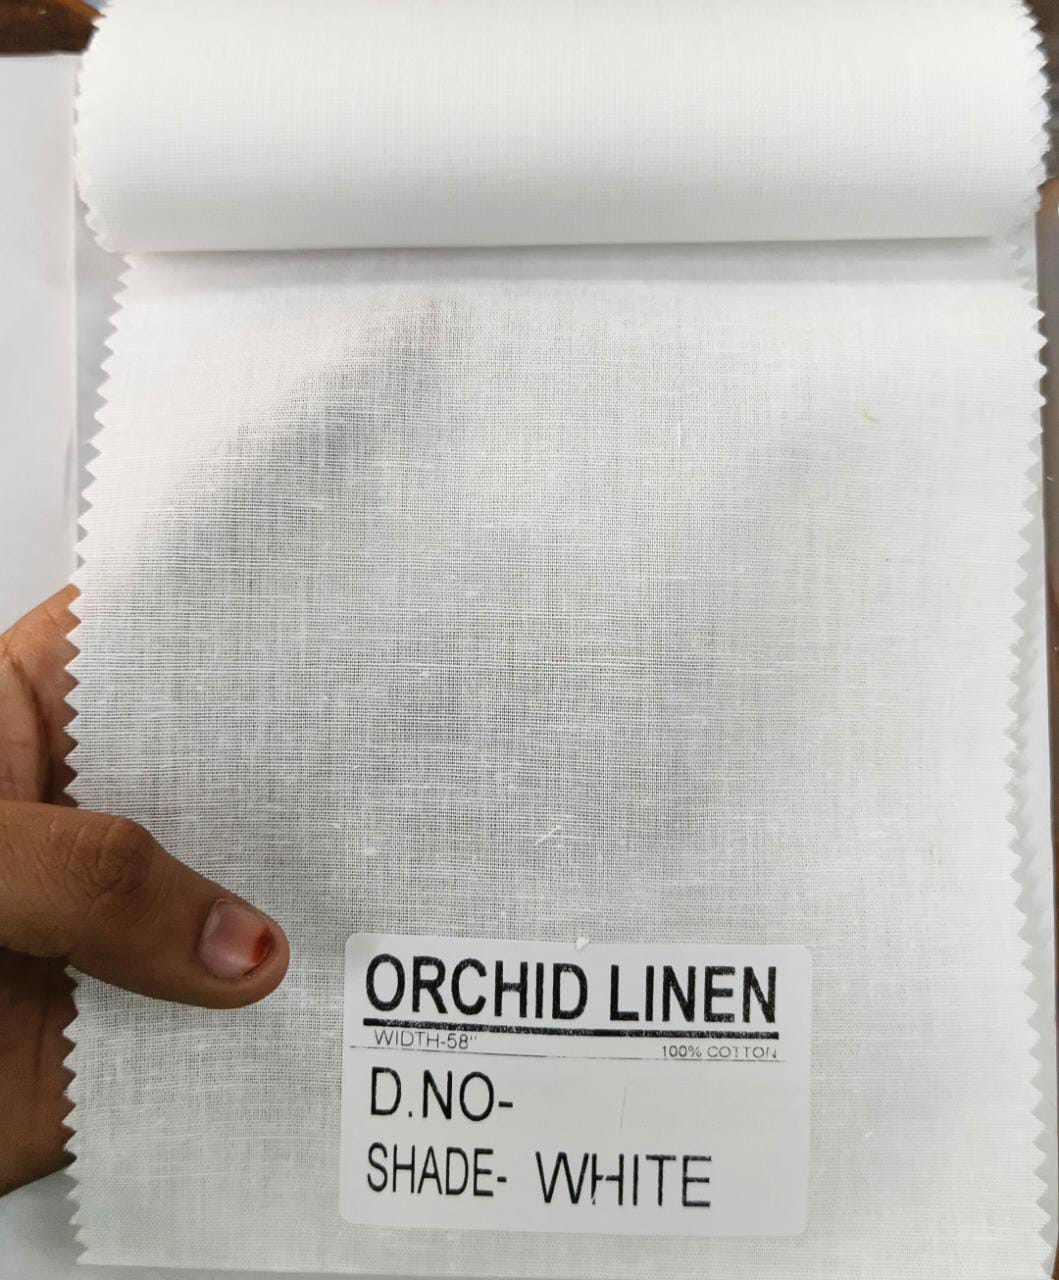 ORCHID LINEN
WIDTH-58" 100% COTTON
D.NO-
SHADE- WHITE